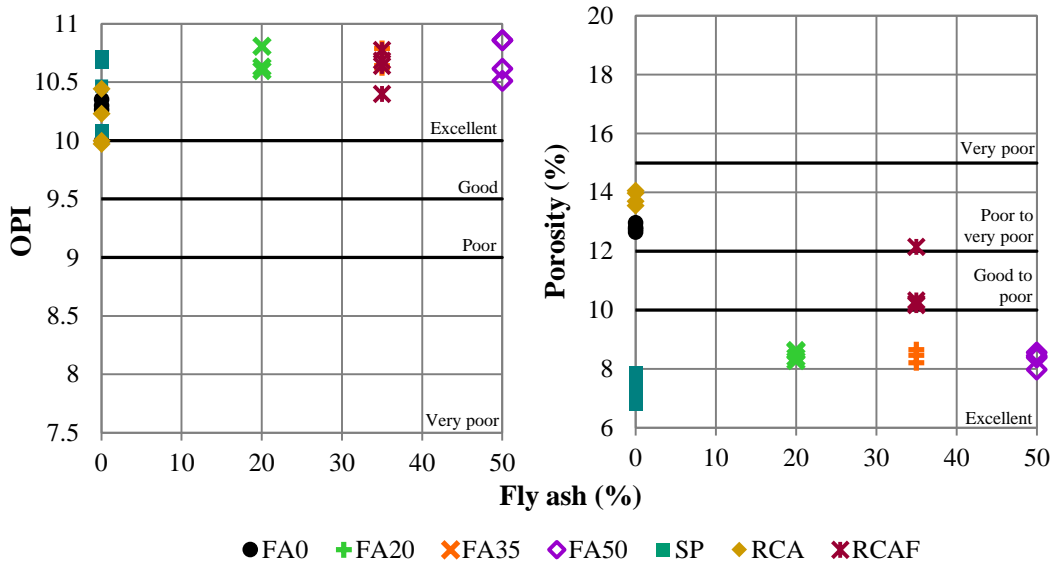 11
10.5
10
9.5
9
8.5
8
7.5
OPI
Excellent
Good
Poor
Very poor
0 10 20 30 40 50
20
18
16
14
12
10
8
6
Porosity (%)
Very poor
Poor to
very poor
Good to
poor
Excellent
0 10 20 30 40 50
Fly ash (%)
FA0 FA20 FA35 FA50 SP RCA RCAF